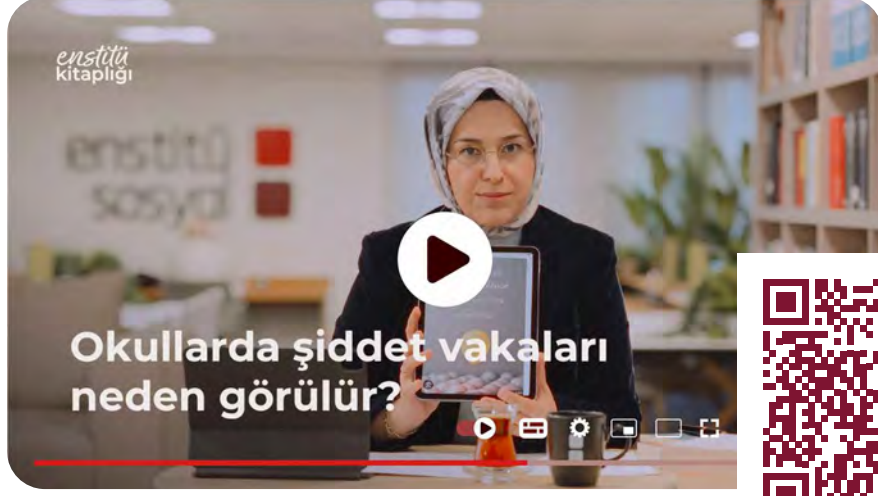 enstitü
kitaplığı
enstitü
sosyal
Okullarda şiddet vakaları
neden görülür?